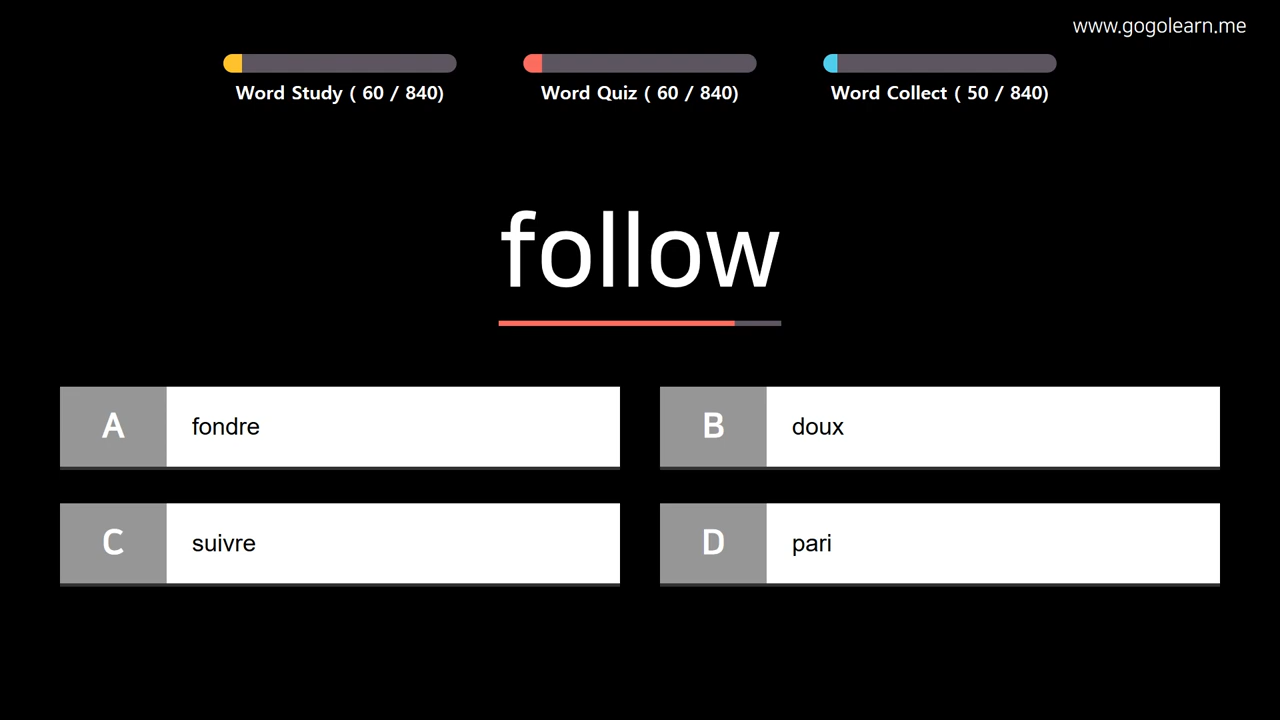 www.gogolearn.me
Word Study ( 60 / 840)
Word Quiz ( 60 / 840)
Word Collect ( 50 / 840)
follow
A fondre
B doux
C suivre
D pari